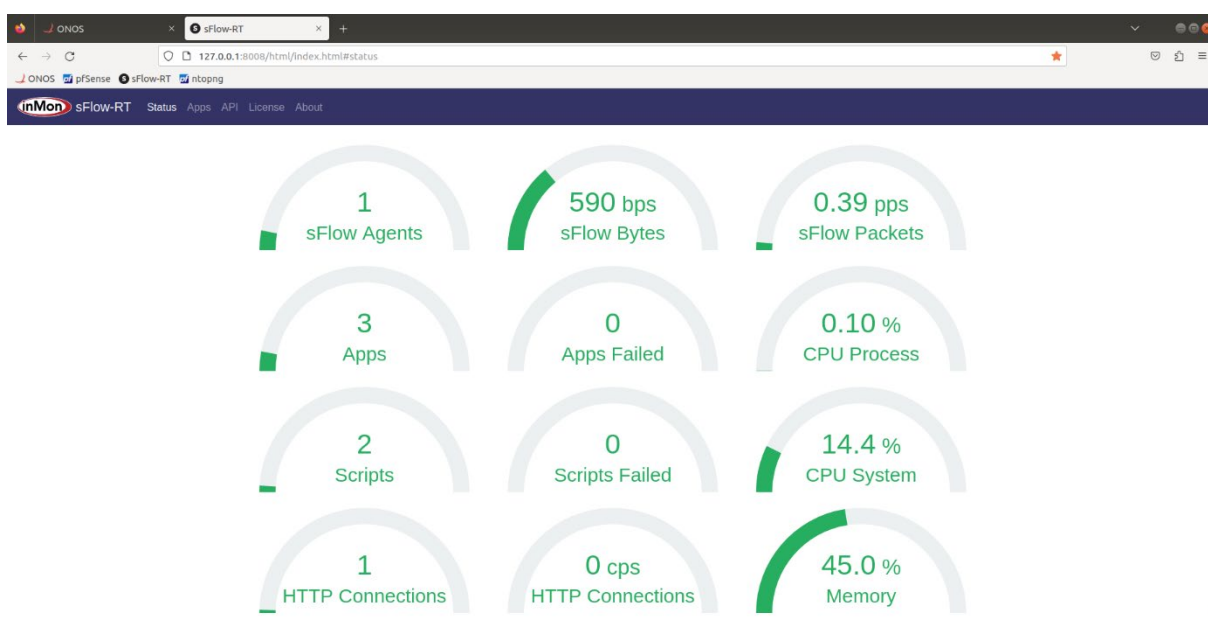 ONOS sFlow-RT
127.0.0.1:8008/html/index.html#status
ONOS pfSense sFlow-RT ntopng
inMon sFlow-RT Status Apps API License About
1 590 bps 0.39 pps
sFlow Agents sFlow Bytes sFlow Packets
3 0 0.10 %
Apps Apps Failed CPU Process
2 0 14.4 %
Scripts Scripts Failed CPU System
1 0 cps 45.0 %
HTTP Connections HTTP Connections Memory